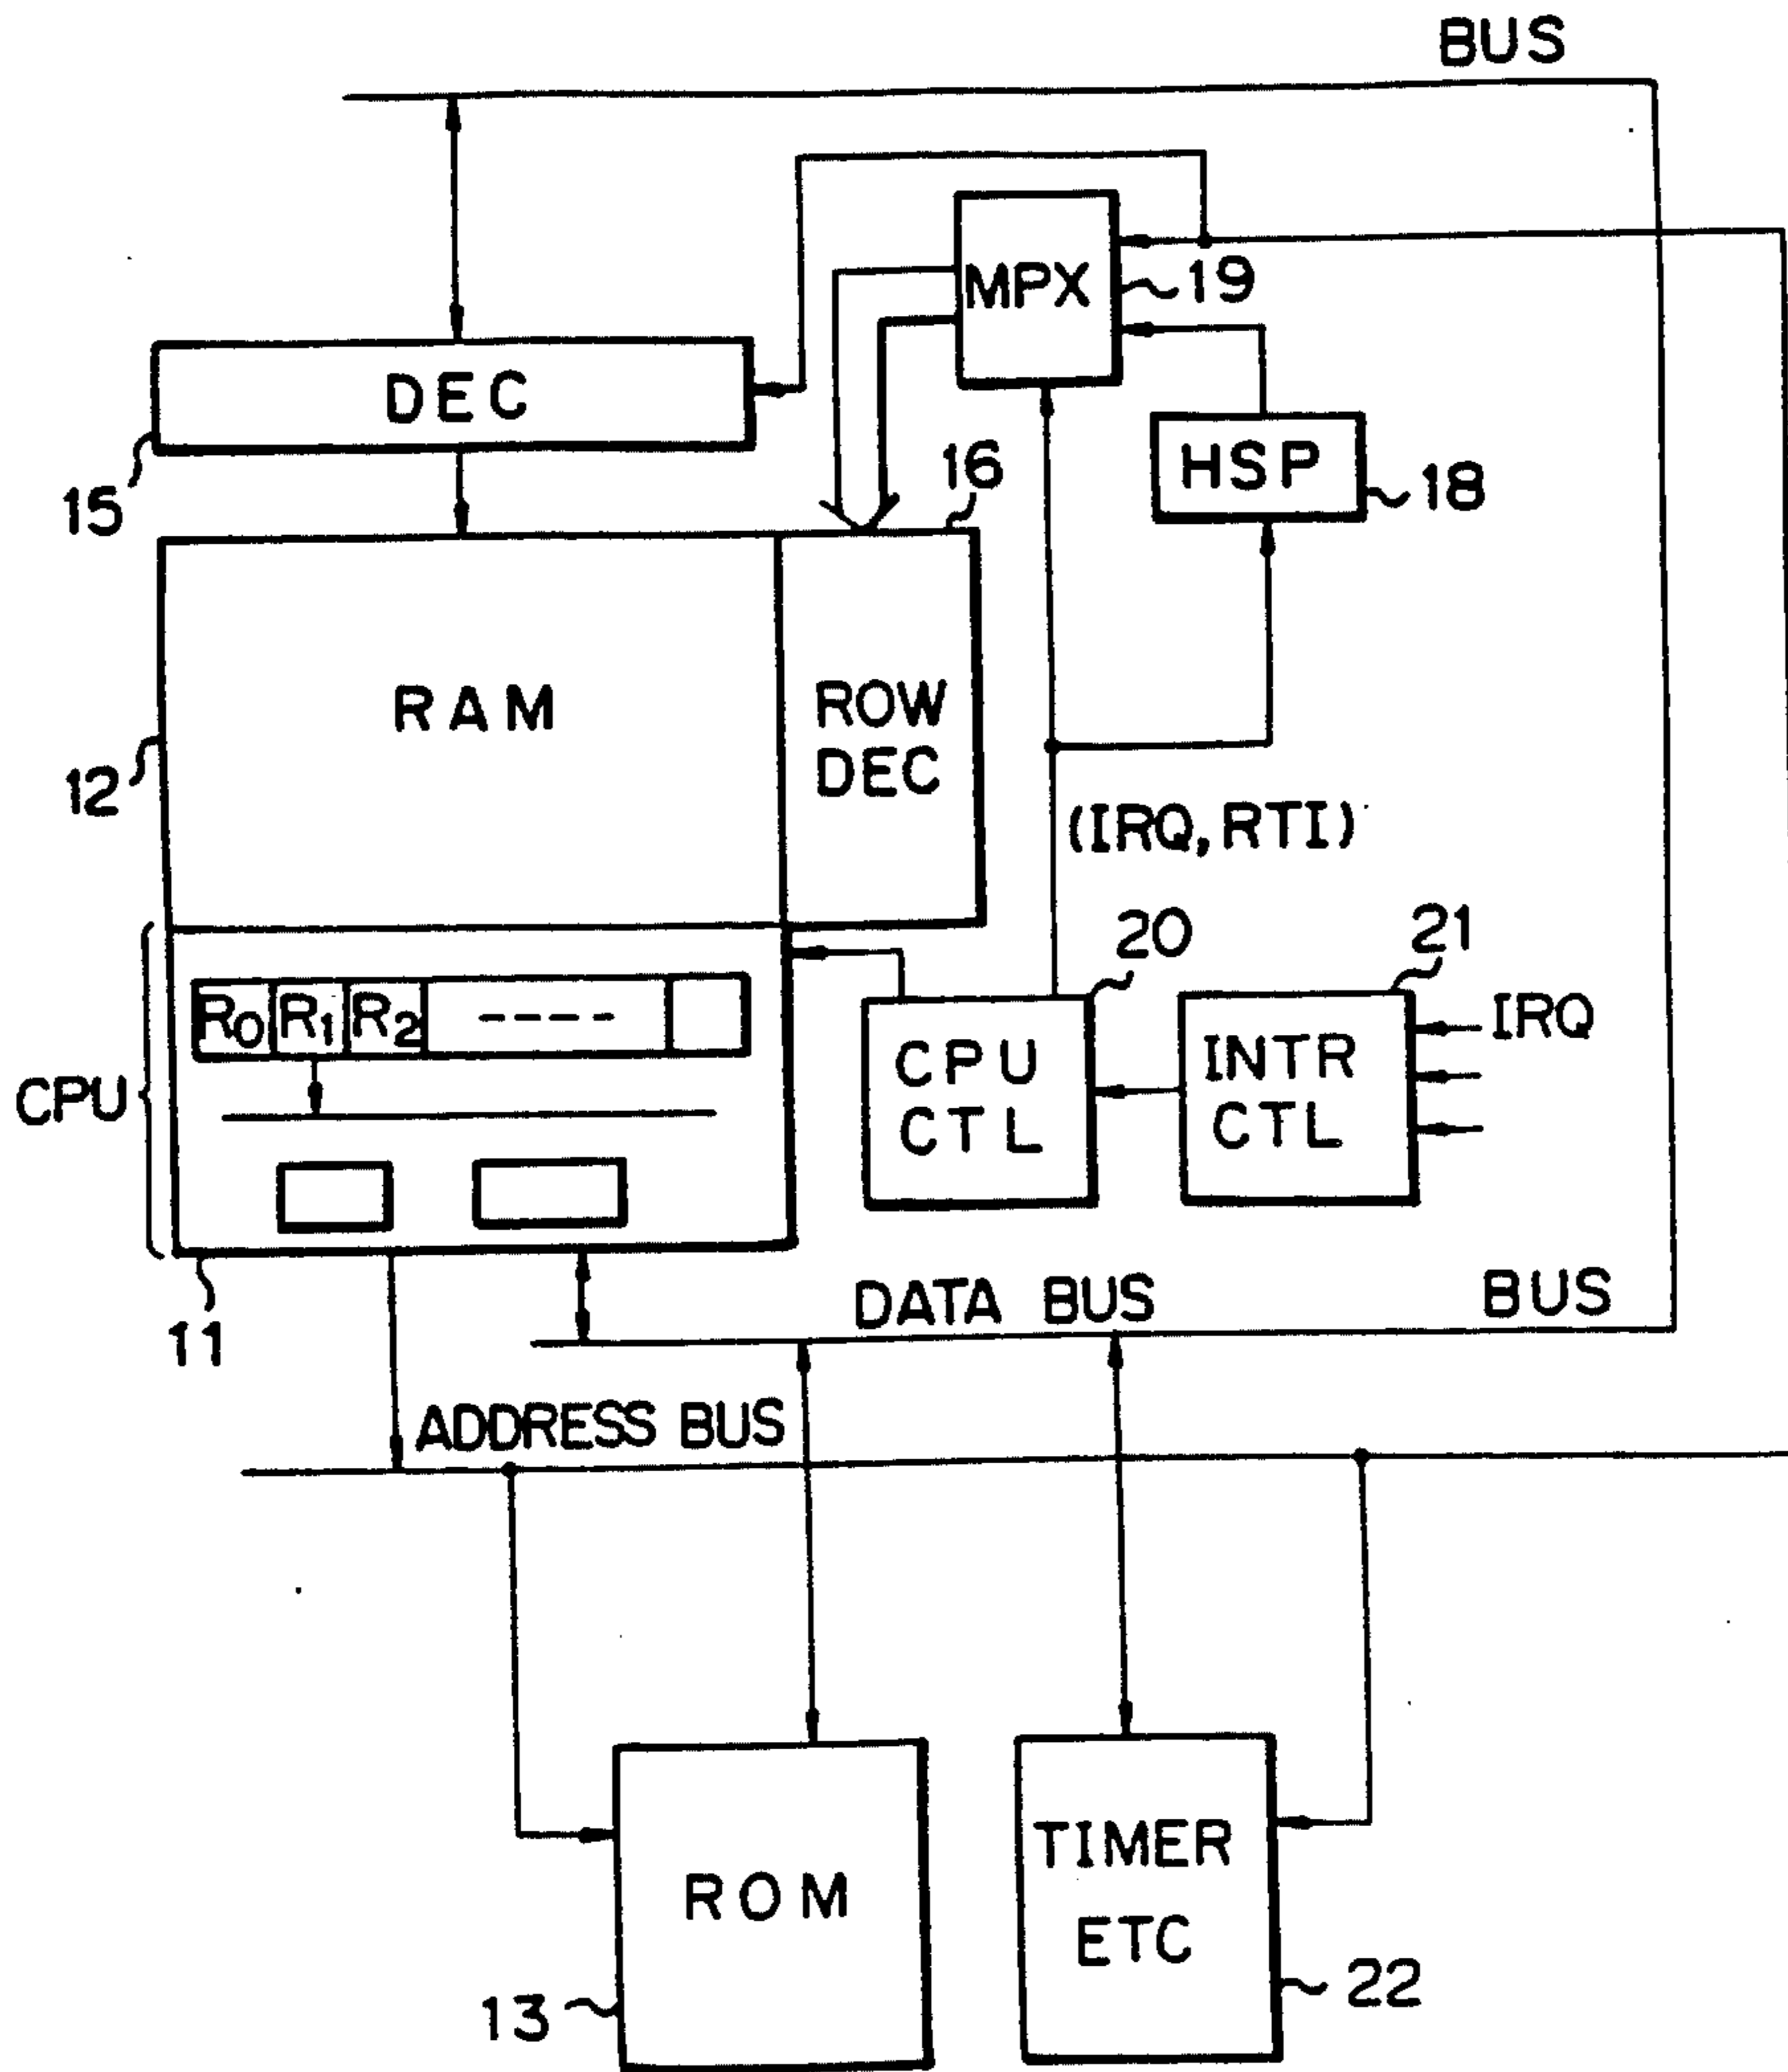 BUS
MPX
19
DEC
HSP
15
16
18
RAM
ROW
DEC
12
(IRQ, RTI)
20
21
R0 R1 R2 -----
IRQ
CPU
CPU
CTL
INTR
CTL
11
DATA BUS
BUS
ADDRESS BUS
ROM
TIMER
ETC
13
22